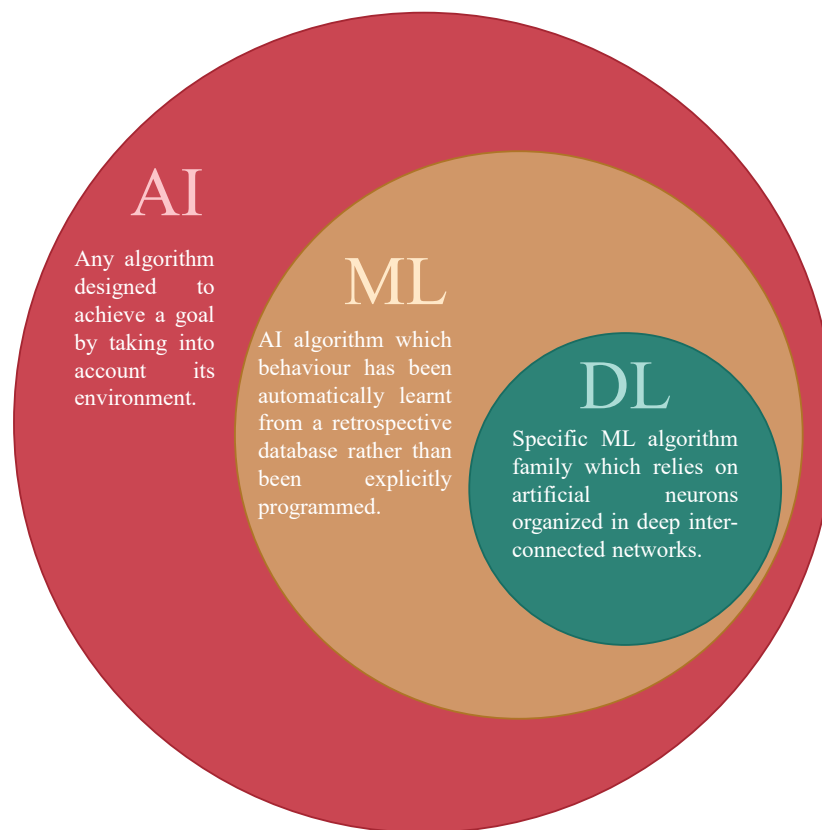 AI
Any algorithm
designed to
achieve a goal
by taking into
account its
environment.
ML
AI algorithm which
behaviour has been
automatically learnt
from a retrospective
database rather than
been explicitly
programmed.
DL
Specific ML algorithm
family which relies on
artificial neurons
organized in deep inter-
connected networks.